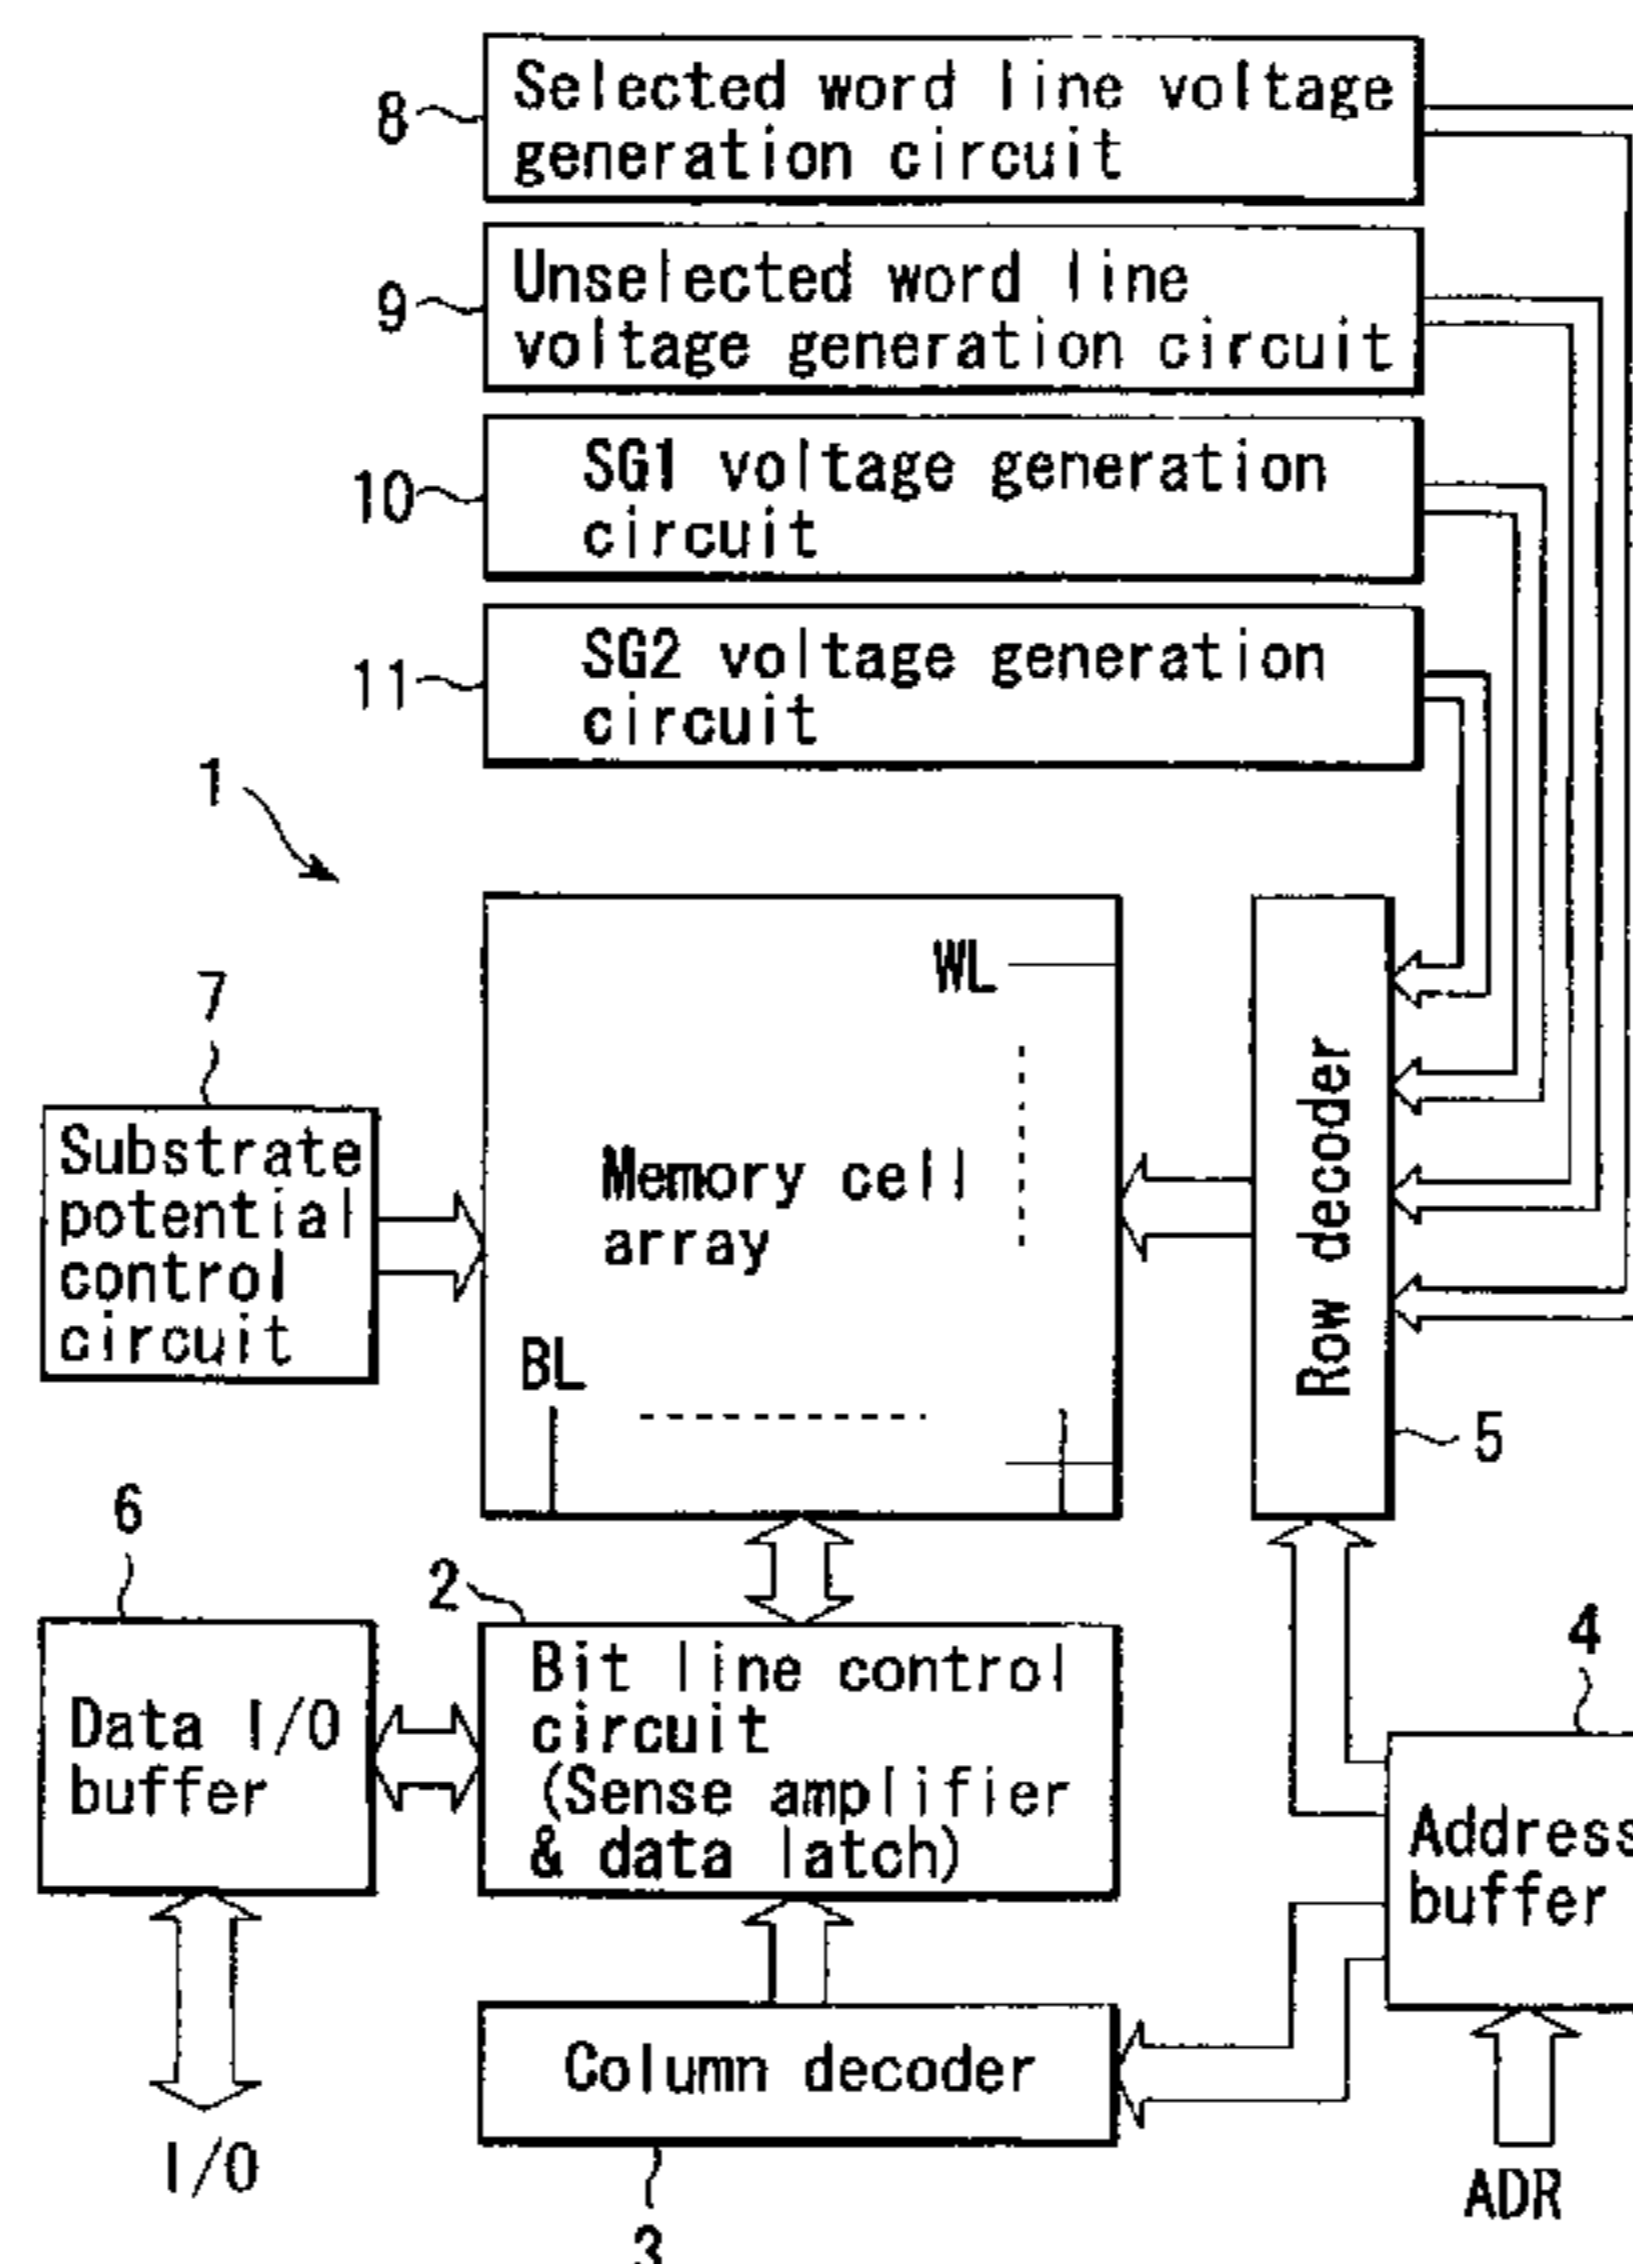 8
Selected word line voltage
generation circuit
9
Unselected word line
voltage generation circuit
10
SG1 voltage generation
circuit
11
SG2 voltage generation
circuit
1
WL
7
Substrate
potential
control
circuit
Memory cell
array
Row decoder
BL
5
6
2
4
Data I/O
buffer
Bit line control
circuit
(Sense amplifier
& data latch)
Address
buffer
Column decoder
I/O
ADR
3